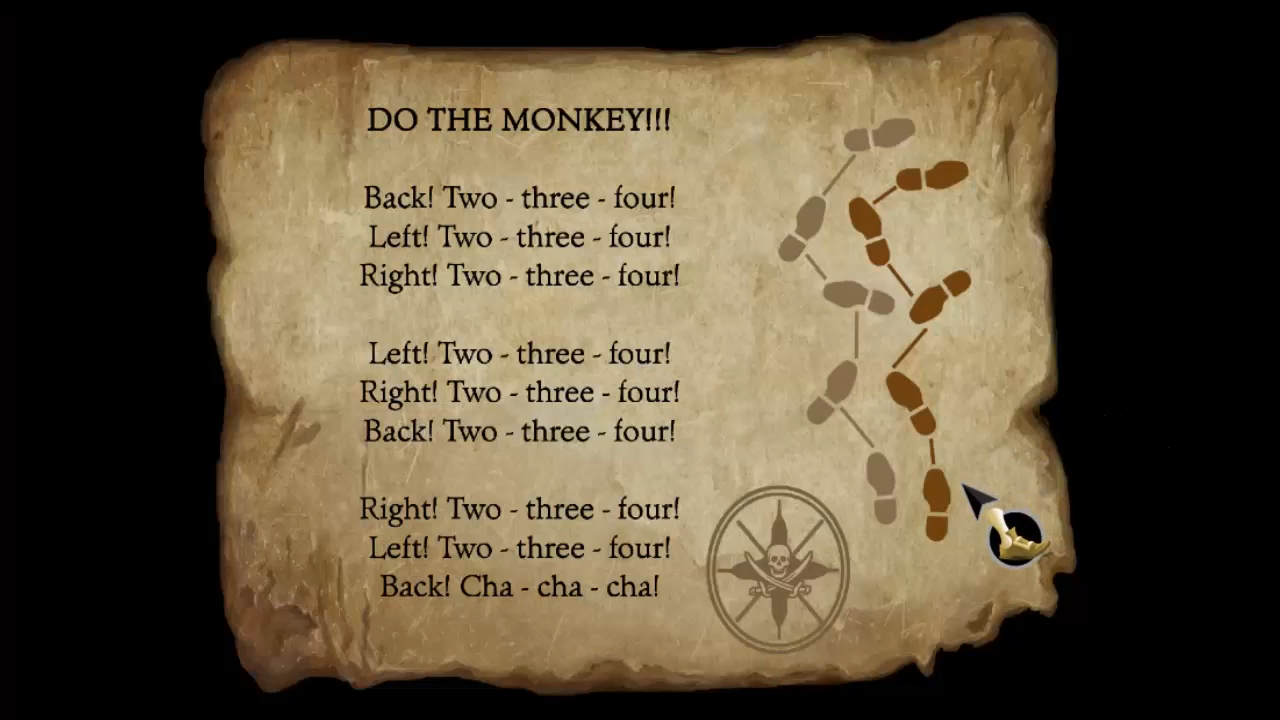 DO THE MONKEY!!!
Back! Two - three - four!
Left! Two - three - four!
Right! Two - three - four!
Left! Two - three - four!
Right! Two - three - four!
Back! Two - three - four!
Right! Two - three - four!
Left! Two - three - four!
Back! Cha - cha - cha!